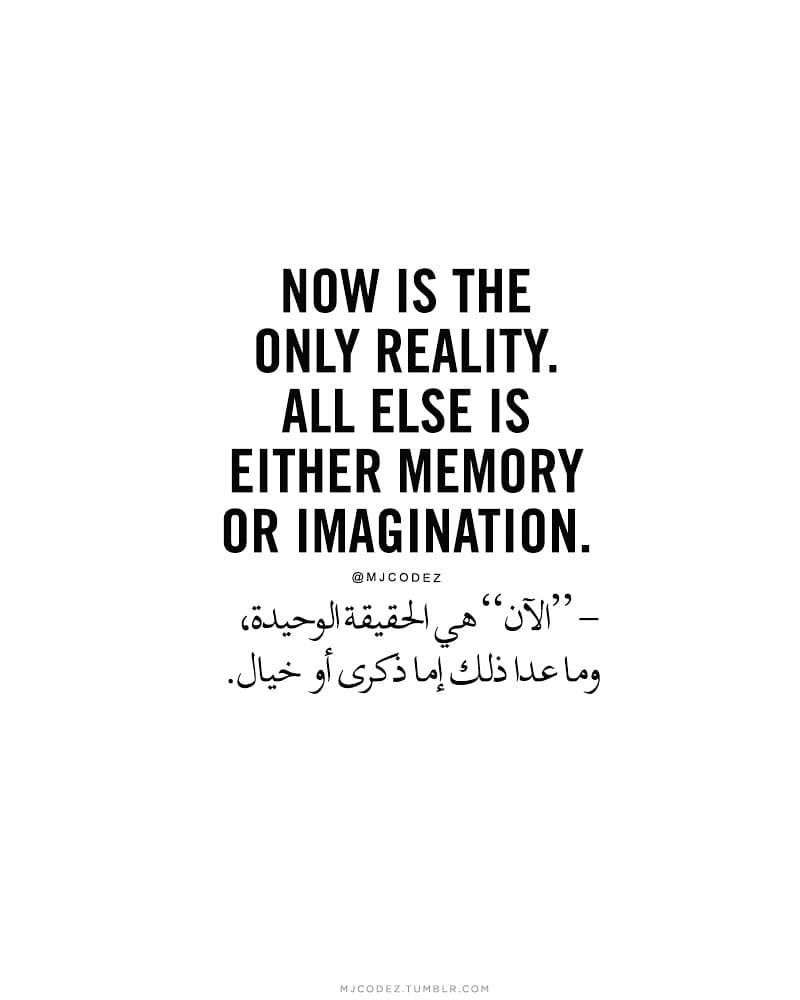 NOW IS THE
ONLY REALITY.
ALL ELSE IS
EITHER MEMORY
OR IMAGINATION.
@MJCODEZ
– ”الآن“ هي الحقيقة الوحيدة،
وما عدا ذلك إما ذكرى أو خيال.
MJCODEZ.TUMBLR.COM